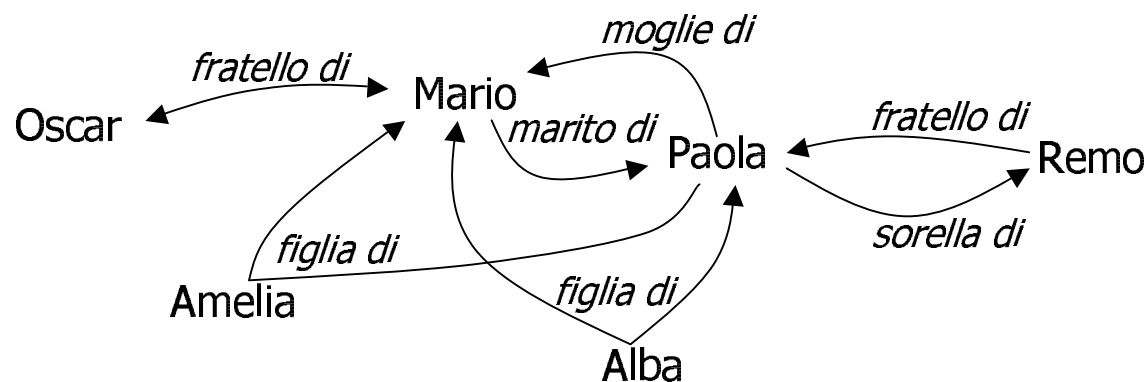 moglie di
fratello di
Mario
Oscar
marito di
fratello di
Paola
Remo
figlia di
sorella di
Amelia
figlia di
Alba